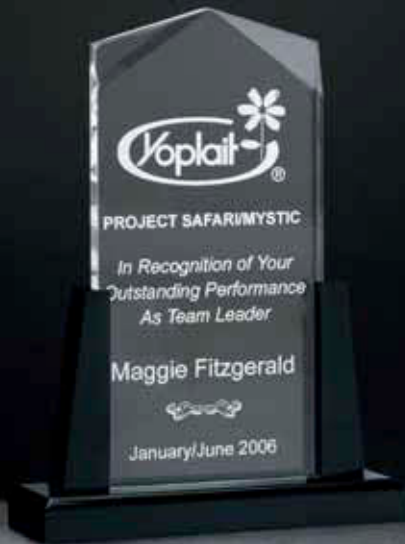 Yoplait ®
PROJECT SAFARI/MYSTIC
In Recognition of Your
Outstanding Performance
As Team Leader
Maggie Fitzgerald
January/June 2006